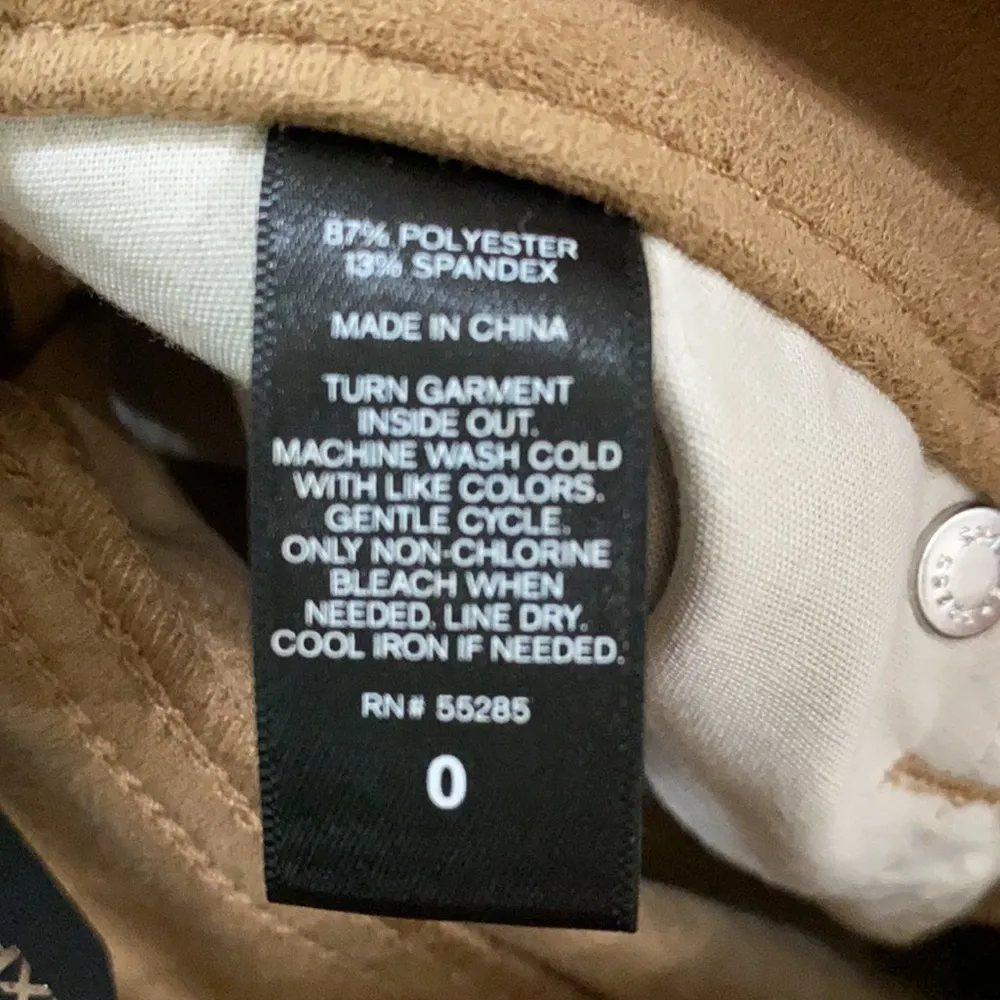 87% POLYESTER
13% SPANDEX
MADE IN CHINA
TURN GARMENT
INSIDE OUT.
MACHINE WASH COLD
WITH LIKE COLORS.
GENTLE CYCLE.
ONLY NON-CHLORINE
BLEACH WHEN
NEEDED. LINE DRY.
COOL IRON IF NEEDED.
RN# 55285
0